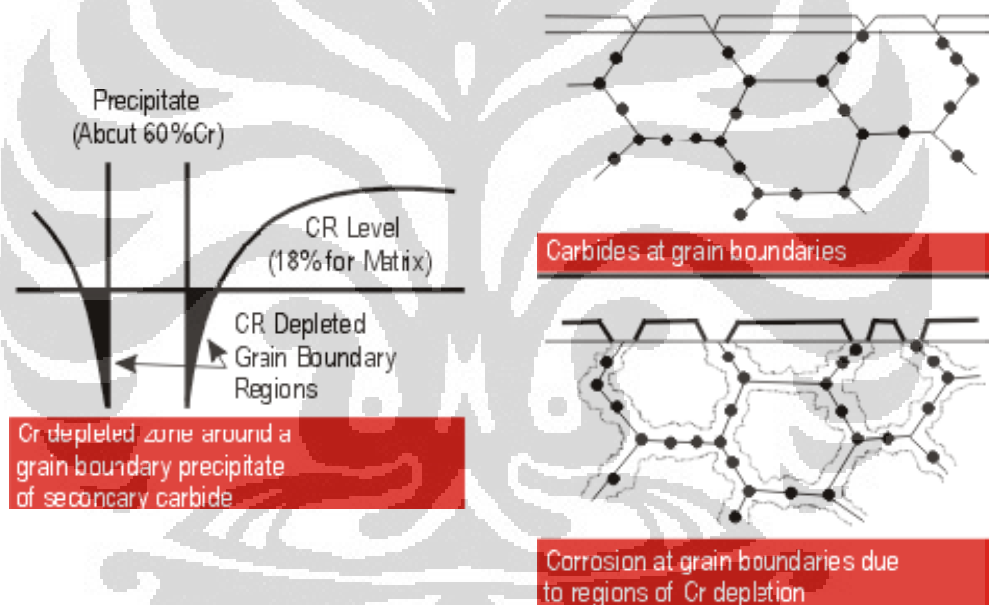 Precipitate
(About 60%Cr)
CR Level
(18% for Matrix)
CR Depleted
Grain Boundary
Regions
Cr depleted zone around a
grain boundary precipitate
of seconcary carbide
Carbides at grain boundaries
Corrosion at grain boundaries due
to regions of Cr depletion